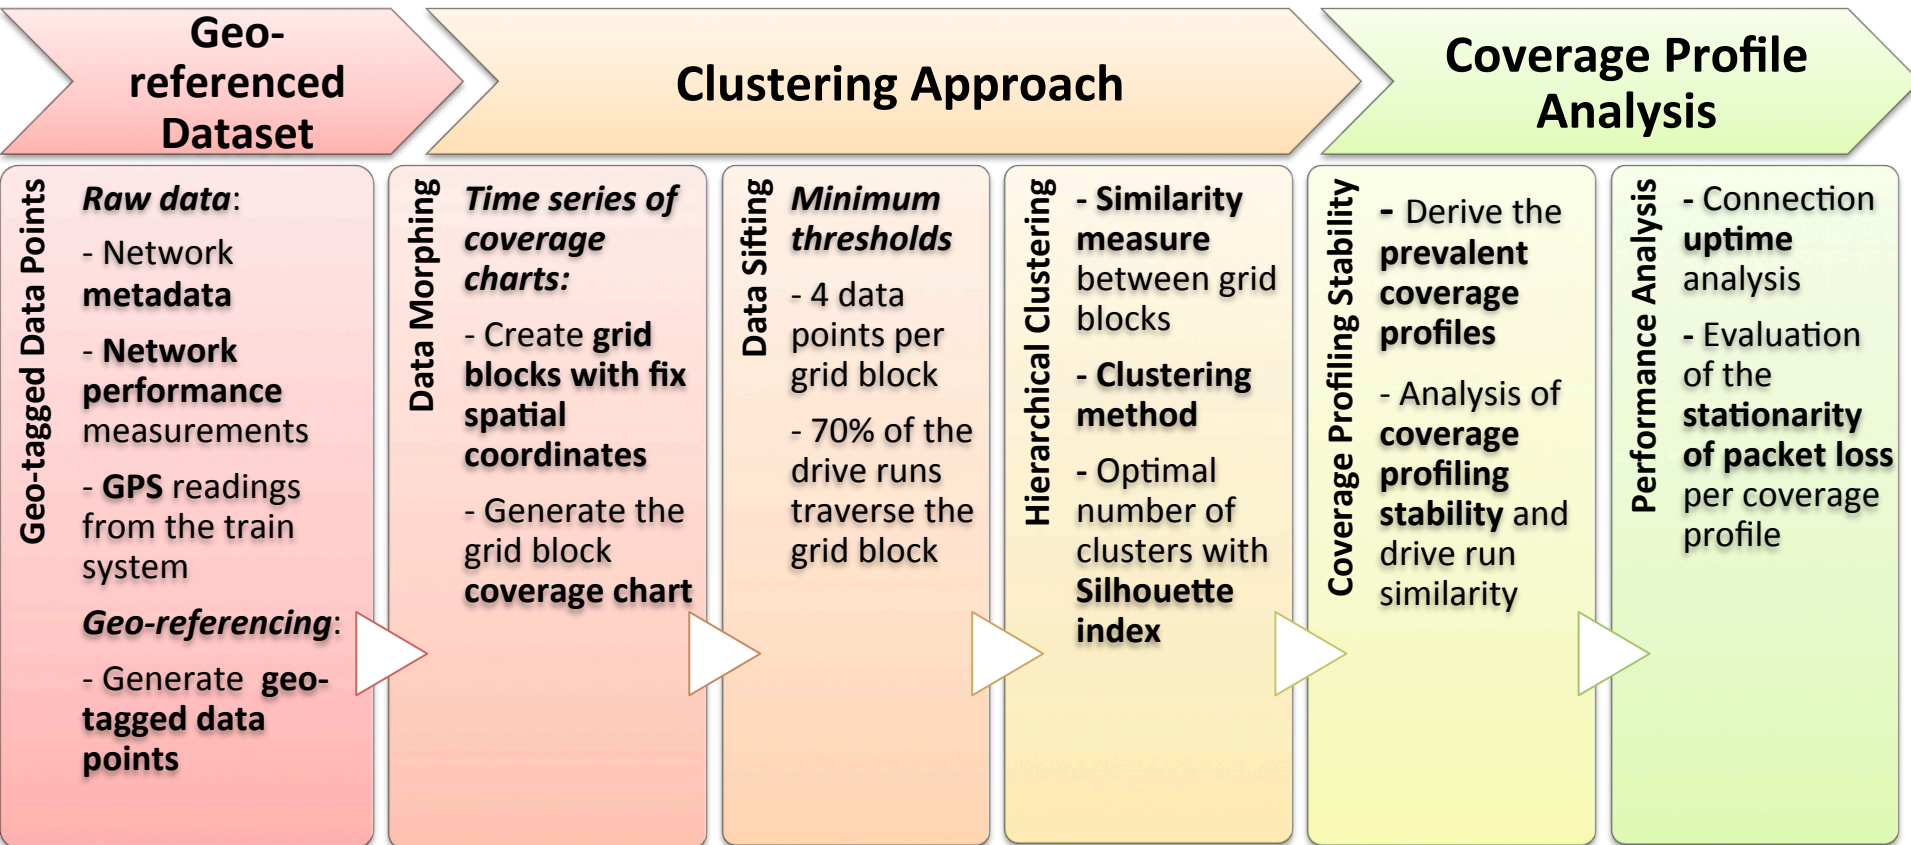 Geo-
referenced
Dataset
Clustering Approach
Coverage Profile
Analysis
Geo-tagged Data Points
Raw data:
- Network
metadata
- Network
performance
measurements
- GPS readings
from the train
system
Geo-referencing:
- Generate geo-
tagged data
points
Data Morphing
Time series of
coverage
charts:
- Create grid
blocks with fix
spatial
coordinates
- Generate the
grid block
coverage chart
Data Sifting
Minimum
thresholds
- 4 data
points per
grid block
- 70% of the
drive runs
traverse the
grid block
Hierarchical Clustering
- Similarity
measure
between grid
blocks
- Clustering
method
- Optimal
number of
clusters with
Silhouette
index
Coverage Profiling Stability
- Derive the
prevalent
coverage
profiles
- Analysis of
coverage
profiling
stability and
drive run
similarity
Performance Analysis
- Connection
uptime
analysis
- Evaluation
of the
stationarity
of packet loss
per coverage
profile